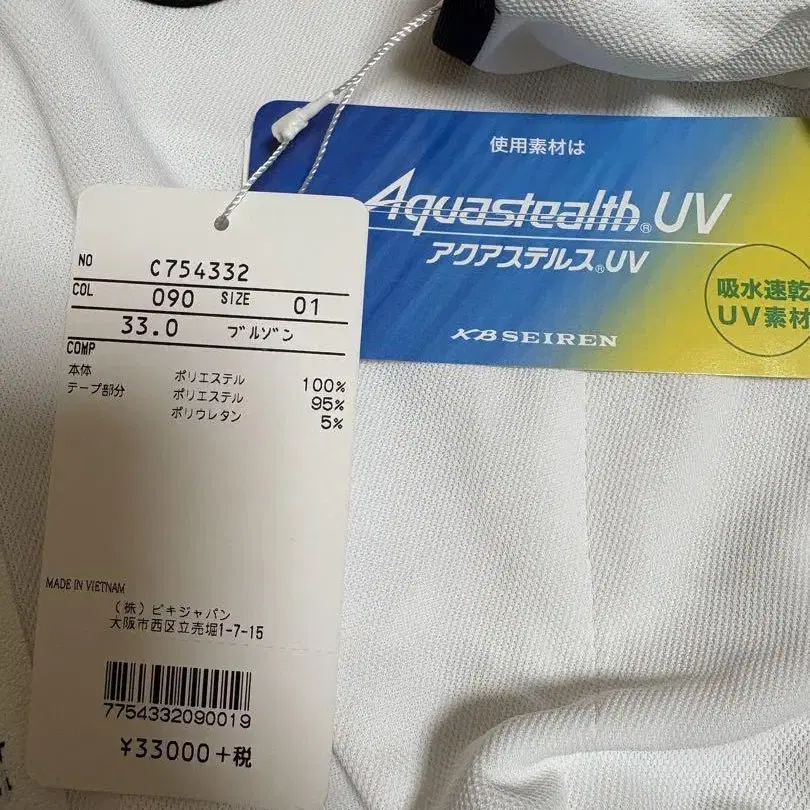 NO C754332
COL 090 SIZE 01
33.0 ブルゾン
COMP
本体 ポリエステル 100%
テープ部分 ポリエステル 95%
ポリウレタン 5%
MADE IN VIETNAM
(株)ビキジャパン
大阪市西区立売堀1-7-15
7754332090019
¥33000+税
使用素材は
Aquastealth® UV
アクアステルス®UV
KB SEIREN
吸水速乾
UV素材